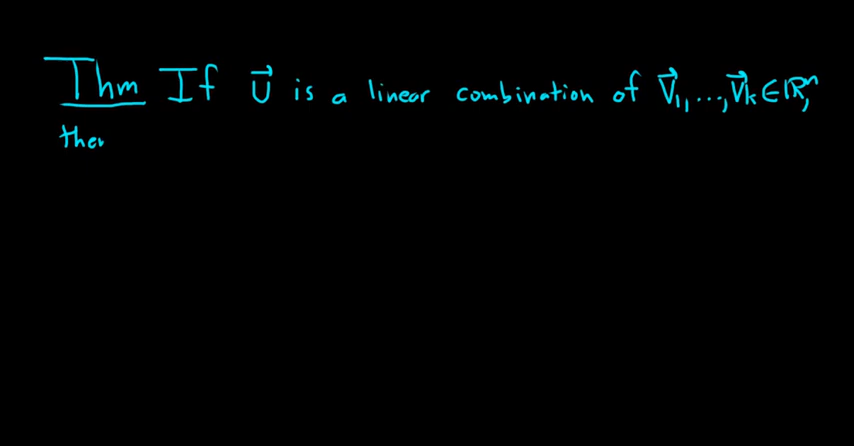 Thm If u⃗ is a linear combination of v⃗₁, ..., v⃗ₖ ∈ ℝⁿ,
then